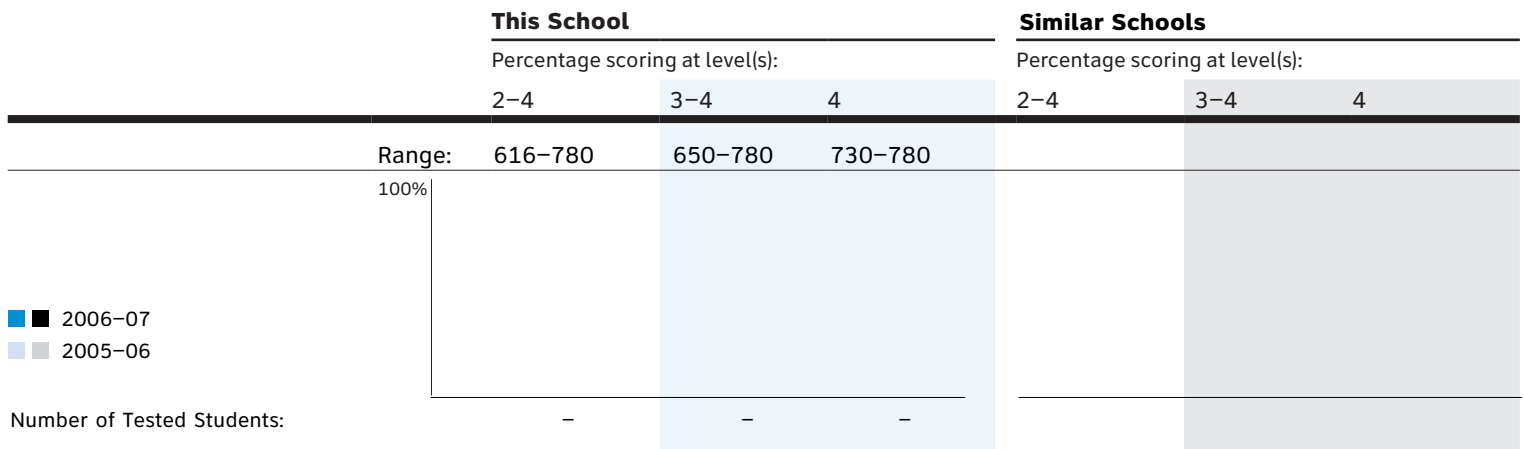 This School Similar Schools
Percentage scoring at level(s): Percentage scoring at level(s):
2–4 3–4 4 2–4 3–4 4
Range: 616–780 650–780 730–780
100%
2006–07
2005–06
Number of Tested Students: – – –